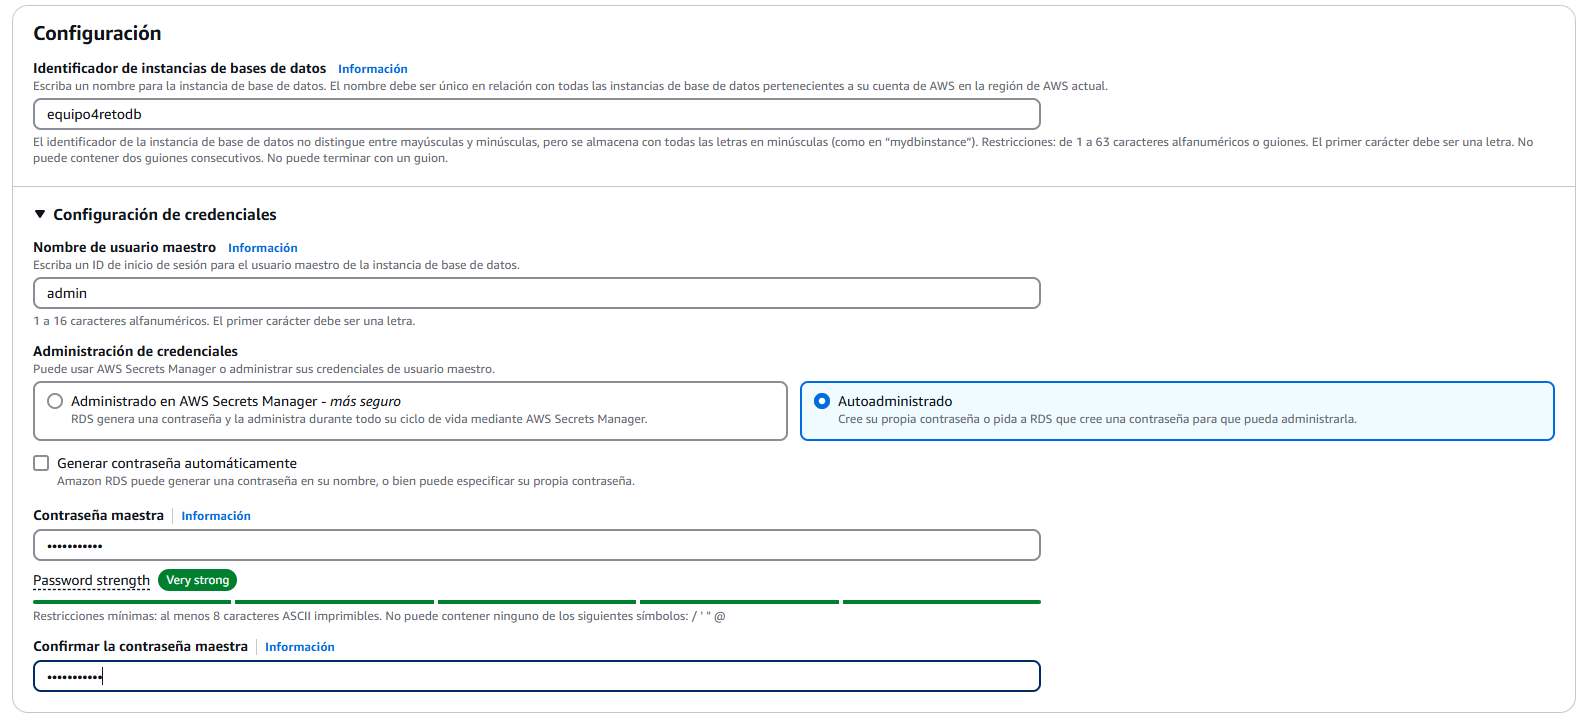 Configuración
Identificador de instancias de bases de datos Información
Escriba un nombre para la instancia de base de datos. El nombre debe ser único en relación con todas las instancias de base de datos pertenecientes a su cuenta de AWS en la región de AWS actual.
equipo4retodb
El identificador de la instancia de base de datos no distingue entre mayúsculas y minúsculas, pero se almacena con todas las letras en minúsculas (como en "mydbinstance"). Restricciones: de 1 a 63 caracteres alfanuméricos o guiones. El primer carácter debe ser una letra. No
puede contener dos guiones consecutivos. No puede terminar con un guion.
Configuración de credenciales
Nombre de usuario maestro Información
Escriba un ID de inicio de sesión para el usuario maestro de la instancia de base de datos.
admin
1 a 16 caracteres alfanuméricos. El primer carácter debe ser una letra.
Administración de credenciales
Puede usar AWS Secrets Manager o administrar sus credenciales de usuario maestro.
Administrado en AWS Secrets Manager - más seguro
RDS genera una contraseña y la administra durante todo su ciclo de vida mediante AWS Secrets Manager.
Autoadministrado
Cree su propia contraseña o pida a RDS que cree una contraseña para que pueda administrarla.
Generar contraseña automáticamente
Amazon RDS puede generar una contraseña en su nombre, o bien puede especificar su propia contraseña.
Contraseña maestra Información
•••••••••••
Password strength Very strong
Restricciones mínimas: al menos 8 caracteres ASCII imprimibles. No puede contener ninguno de los siguientes símbolos: / ' " @
Confirmar la contraseña maestra Información
•••••••••••